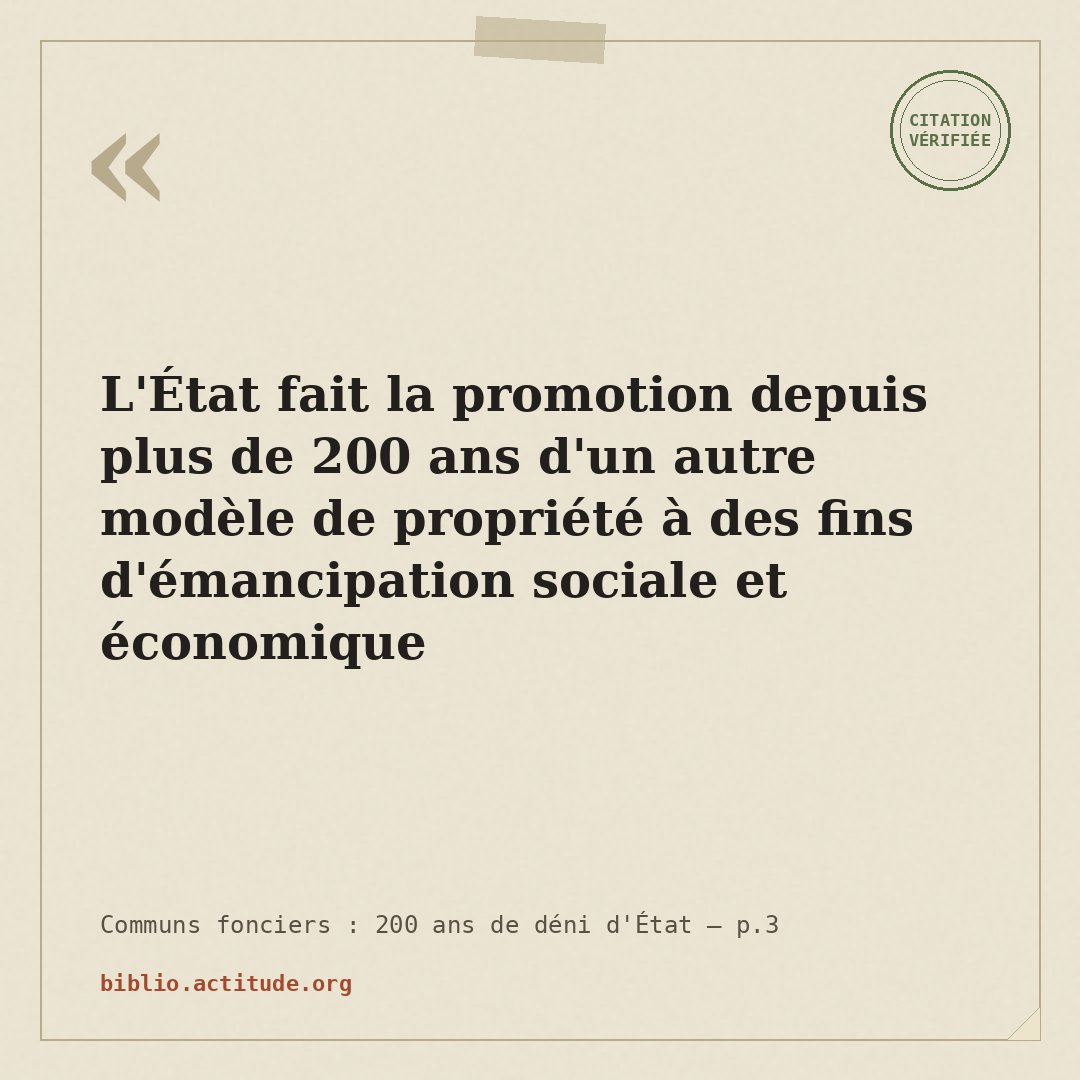 CITATION
VÉRIFIÉE
«
L'État fait la promotion depuis
plus de 200 ans d'un autre
modèle de propriété à des fins
d'émancipation sociale et
économique
Communs fonciers : 200 ans de déni d'État — p.3
biblio.actitude.org